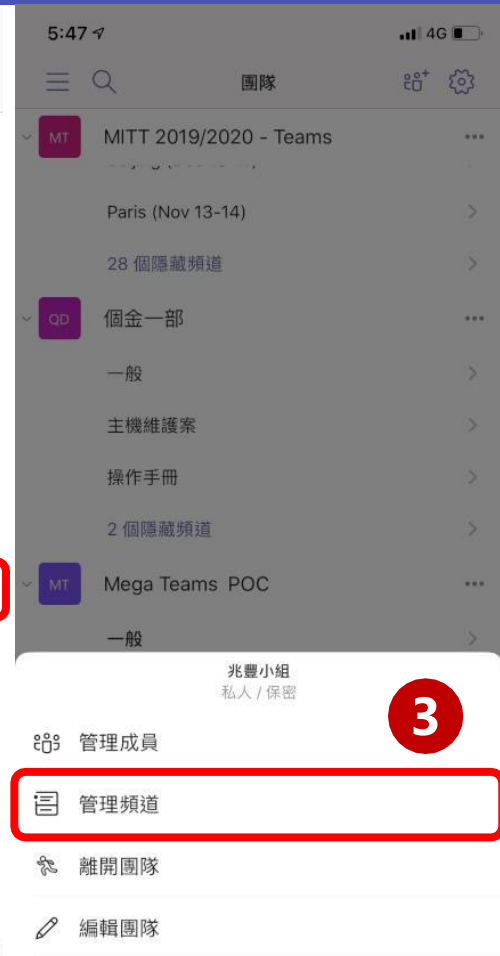 5:47
4G
團隊
MT MITT 2019/2020 - Teams
Paris (Nov 13-14)
28 個隱藏頻道
QD 個金一部
一般
主機維護案
操作手冊
2 個隱藏頻道
MT Mega Teams POC
一般
兆豐小組
私人 / 保密
3
管理成員
管理頻道
離開團隊
編輯團隊